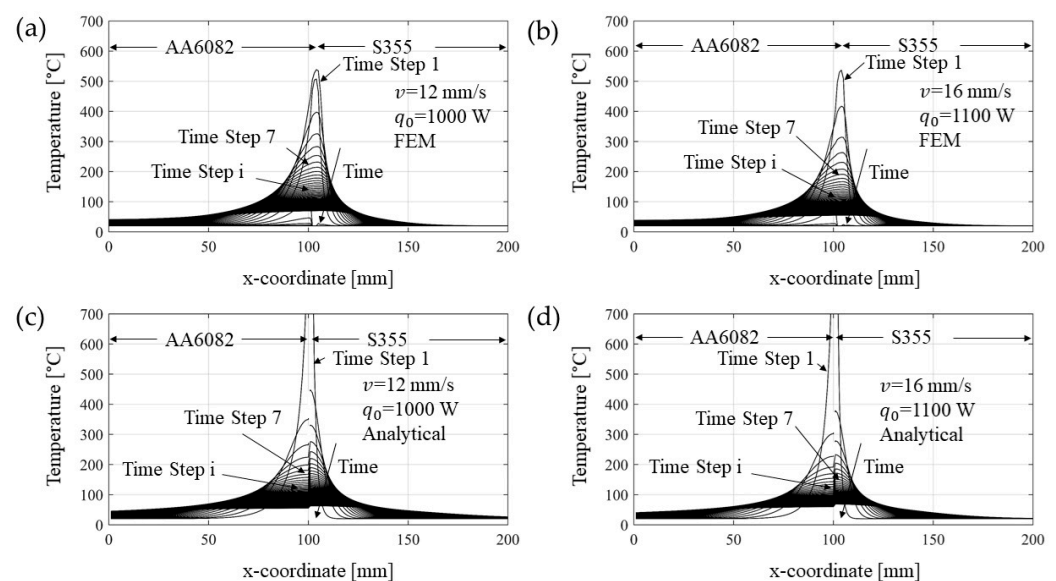 (a)
700
600
500
400
300
200
100
0
Temperature [°C]
AA6082
S355
Time Step 1
v=12 mm/s
q₀=1000 W
FEM
Time Step 7
Time Step i
Time
0 50 100 150 200
x-coordinate [mm]
(b)
700
600
500
400
300
200
100
0
Temperature [°C]
AA6082
S355
Time Step 1
v=16 mm/s
q₀=1100 W
FEM
Time Step 7
Time Step i
Time
0 50 100 150 200
x-coordinate [mm]
(c)
700
600
500
400
300
200
100
0
Temperature [°C]
AA6082
S355
Time Step 1
v=12 mm/s
q₀=1000 W
Analytical
Time Step 7
Time Step i
Time
0 50 100 150 200
x-coordinate [mm]
(d)
700
600
500
400
300
200
100
0
Temperature [°C]
AA6082
S355
Time Step 1
v=16 mm/s
q₀=1100 W
Analytical
Time Step 7
Time Step i
Time
0 50 100 150 200
x-coordinate [mm]